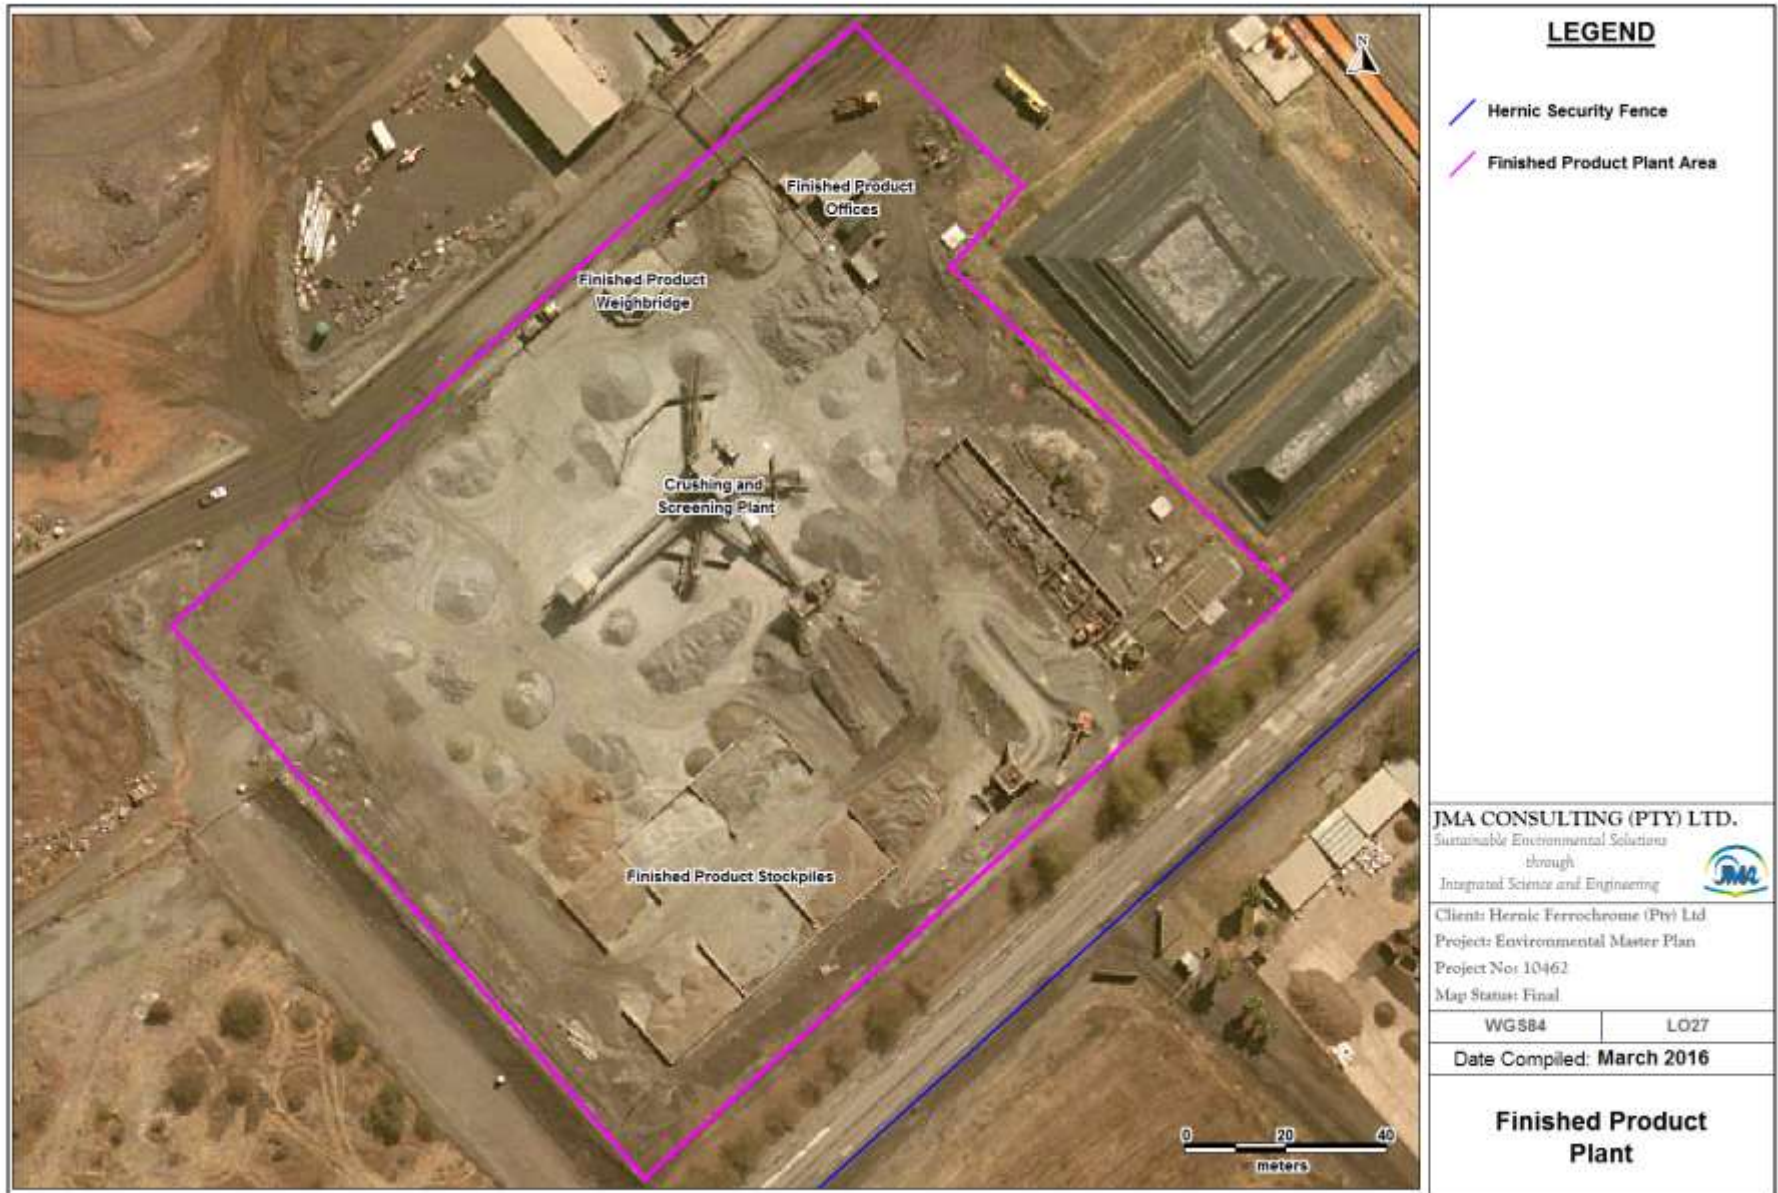 N
Finished Product
Offices
Finished Product
Weighbridge
Crushing and
Screening Plant
Finished Product Stockpiles
0 20 40
meters
LEGEND
Hernic Security Fence
Finished Product Plant Area
JMA CONSULTING (PTY) LTD.
Sustainable Environmental Solutions
through
Integrated Science and Engineering
JMA
Client: Hernic Ferrochrome (Pty) Ltd
Project: Environmental Master Plan
Project No: 10462
Map Status: Final
WGS84 LO27
Date Compiled: March 2016
Finished Product
Plant